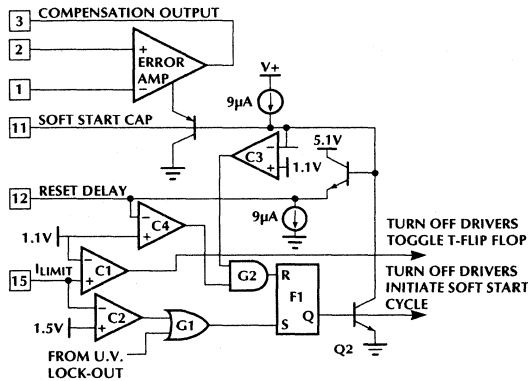 3 COMPENSATION OUTPUT
2
+
ERROR
AMP
1
−
V+
9µA
11 SOFT START CAP
5.1V
−
C3
+
1.1V
12 RESET DELAY
9µA
−
C4
+
1.1V
TURN OFF DRIVERS
TOGGLE T-FLIP FLOP
+
C1
−
15 ILIMIT
G2
R
F1
Q
S
TURN OFF DRIVERS
INITIATE SOFT START
CYCLE
−
C2
+
1.5V
G1
Q2
FROM U.V.
LOCK-OUT